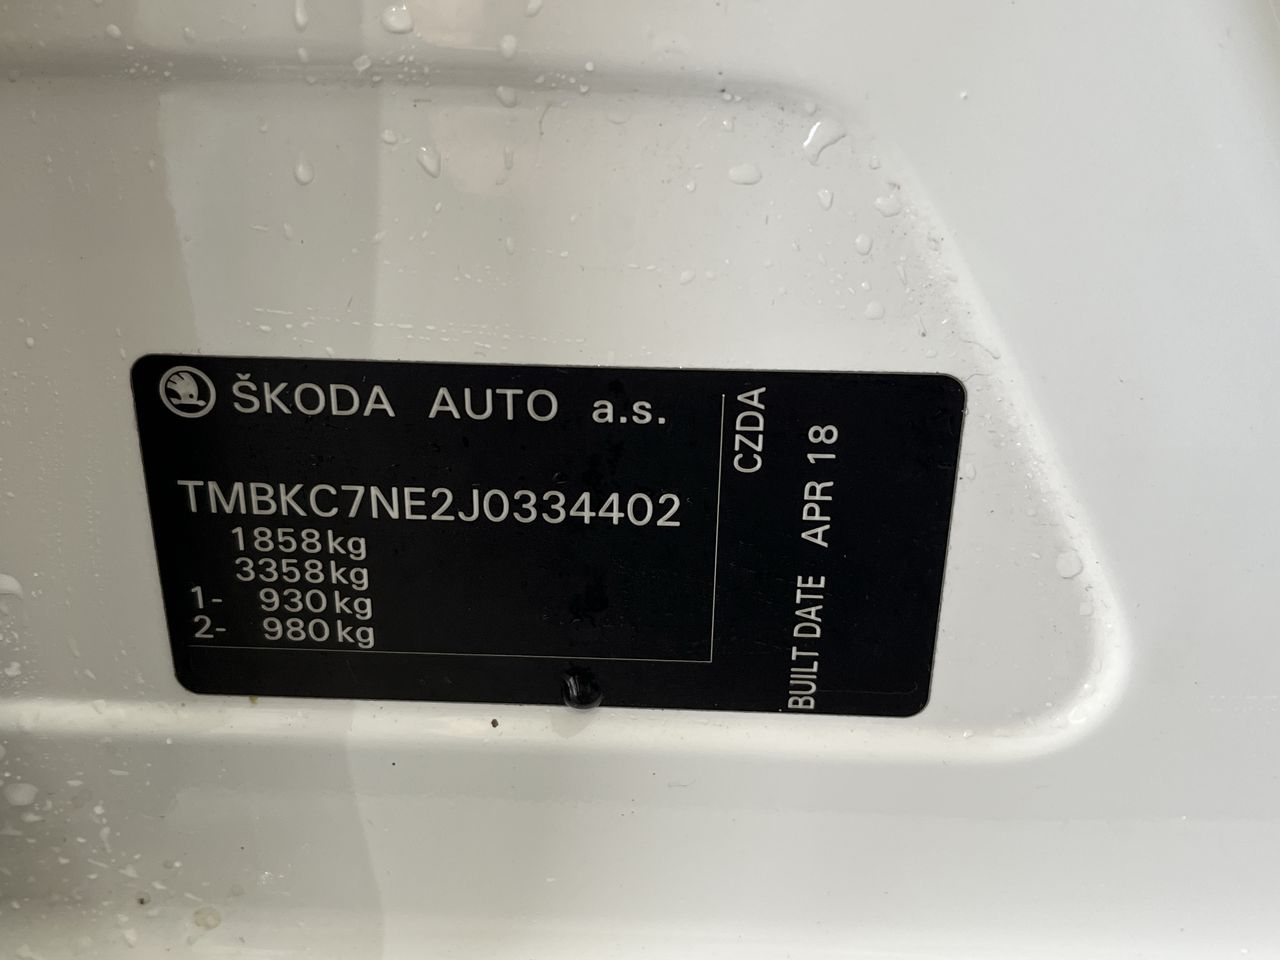 ŠKODA AUTO a.s.
TMBKC7NE2J0334402
1858kg
3358kg
1- 930kg
2- 980kg
CZDA
BUILT DATE APR 18